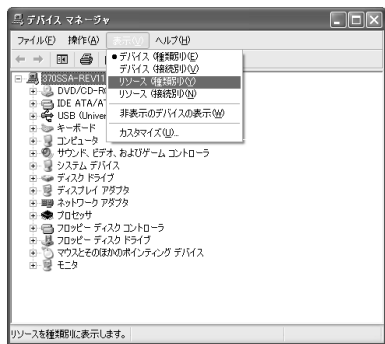 デバイス マネージャ
ファイル(F) 操作(A) 表示(V) ヘルプ(H)
デバイス (種類別)(E)
デバイス (接続別)(V)
リソース (種類別)(Y)
リソース (接続別)(N)
非表示のデバイスの表示(W)
カスタマイズ(U)...
370SSA-REV11
DVD/CD-R
IDE ATA/A
USB (Univer
キーボード
コンピュータ
サウンド、ビデオ、およびゲーム コントローラ
システム デバイス
ディスク ドライブ
ディスプレイ アダプタ
ネットワーク アダプタ
プロセッサ
フロッピー ディスク コントローラ
フロッピー ディスク ドライブ
マウスとそのほかのポインティング デバイス
モニタ
リソースを種類別に表示します。